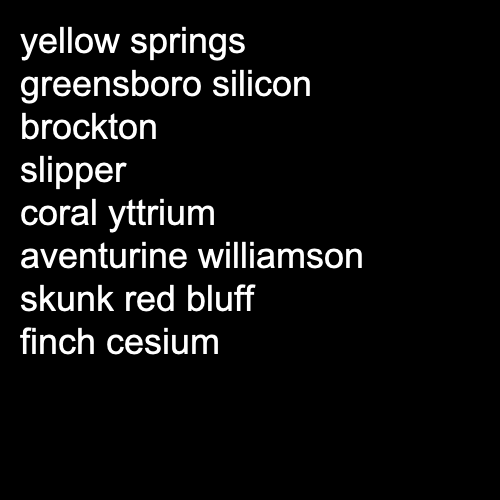 yellow springs
greensboro silicon
brockton
slipper
coral yttrium
aventurine williamson
skunk red bluff
finch cesium